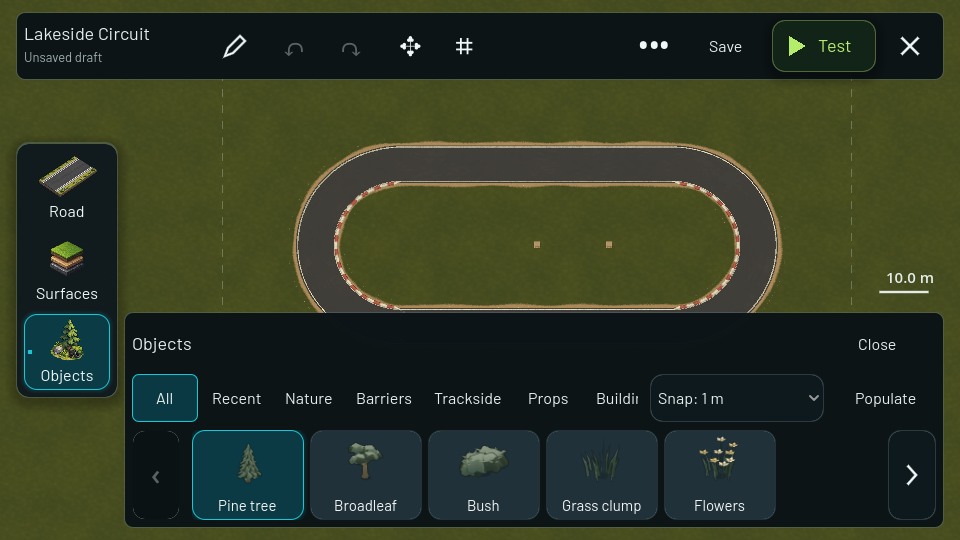 Lakeside Circuit
Unsaved draft
Save
Test
Road
Surfaces
Objects
10.0 m
Objects
Close
All
Recent
Nature
Barriers
Trackside
Props
Snap: 1 m
Populate
Pine tree
Broadleaf
Bush
Grass clump
Flowers